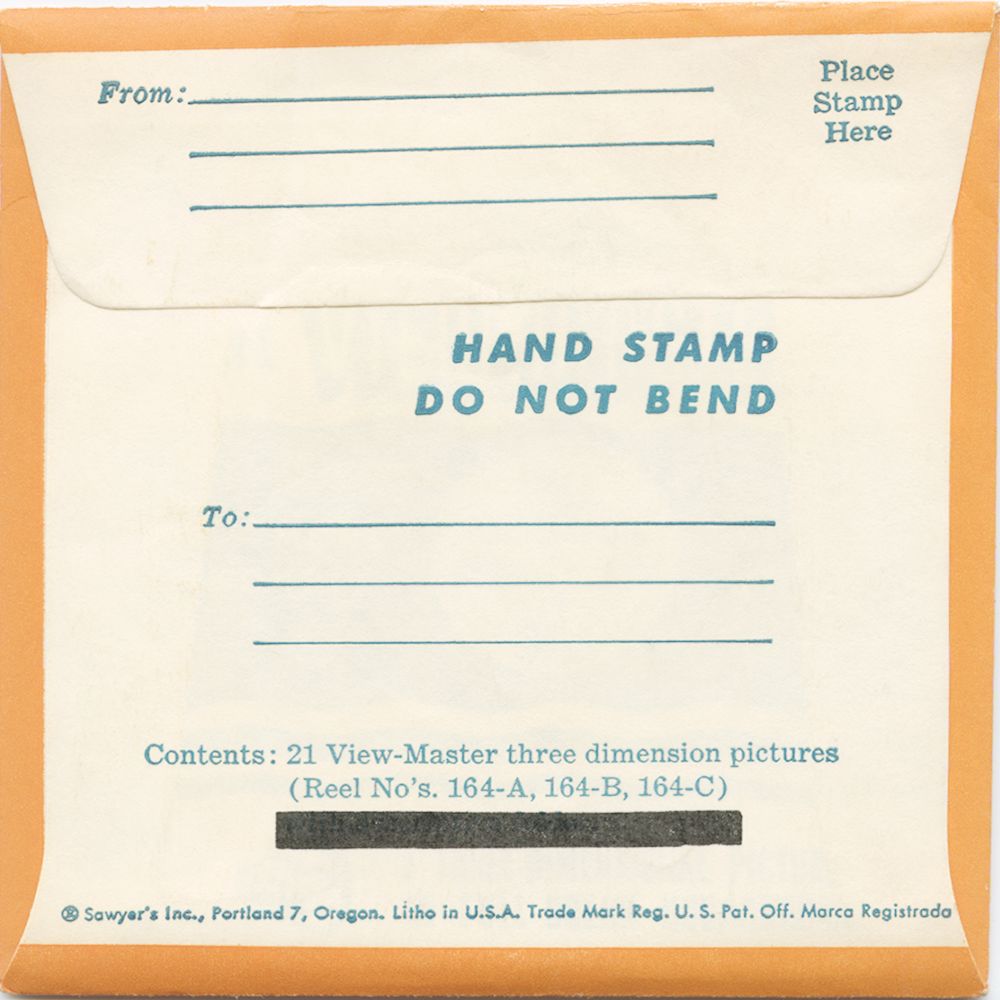 From:
Place
Stamp
Here
HAND STAMP
DO NOT BEND
To:
Contents: 21 View-Master three dimension pictures
(Reel No's. 164-A, 164-B, 164-C)
® Sawyer's Inc., Portland 7, Oregon. Litho in U.S.A. Trade Mark Reg. U. S. Pat. Off. Marca Registrada